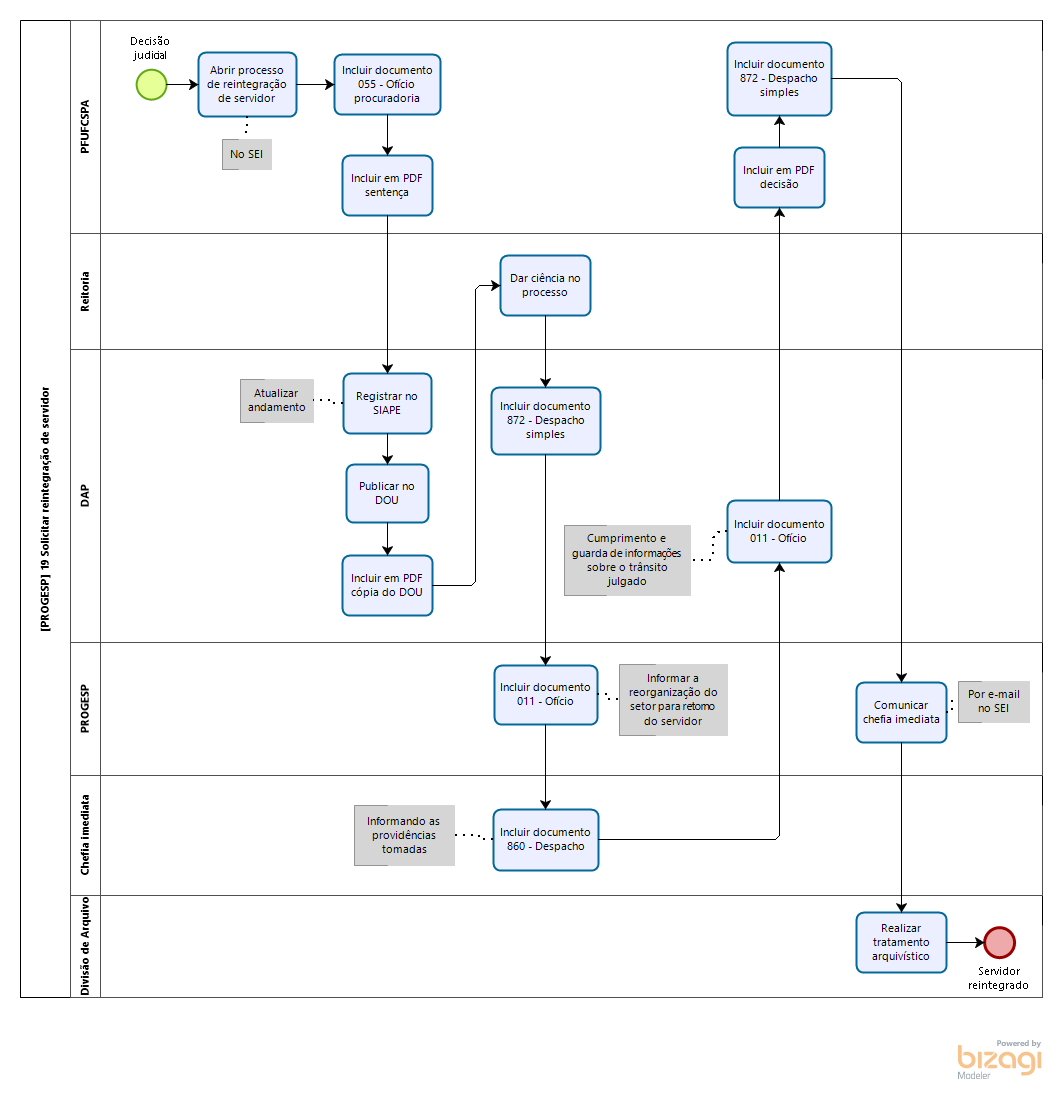 [PROGESP] 19 Solicitar reintegração de servidor
PFUFCSPA
Decisão
judicial
Abrir processo
de reintegração
de servidor
No SEI
Incluir documento
055 - Ofício
procuradoria
Incluir em PDF
sentença
Incluir documento
872 - Despacho
simples
Incluir em PDF
decisão
Reitoria
Dar ciência no
processo
DAP
Atualizar
andamento
Registrar no
SIAPE
Publicar no
DOU
Incluir em PDF
cópia do DOU
Incluir documento
872 - Despacho
simples
Cumprimento e
guarda de informações
sobre o trânsito
julgado
Incluir documento
011 - Ofício
PROGESP
Incluir documento
011 - Ofício
Informar a
reorganização do
setor para retorno
do servidor
Comunicar
chefia imediata
Por e-mail
no SEI
Chefia imediata
Informando as
providências
tomadas
Incluir documento
860 - Despacho
Divisão de Arquivo
Realizar
tratamento
arquivístico
Servidor
reintegrado
Powered by
bizagi
Modeler